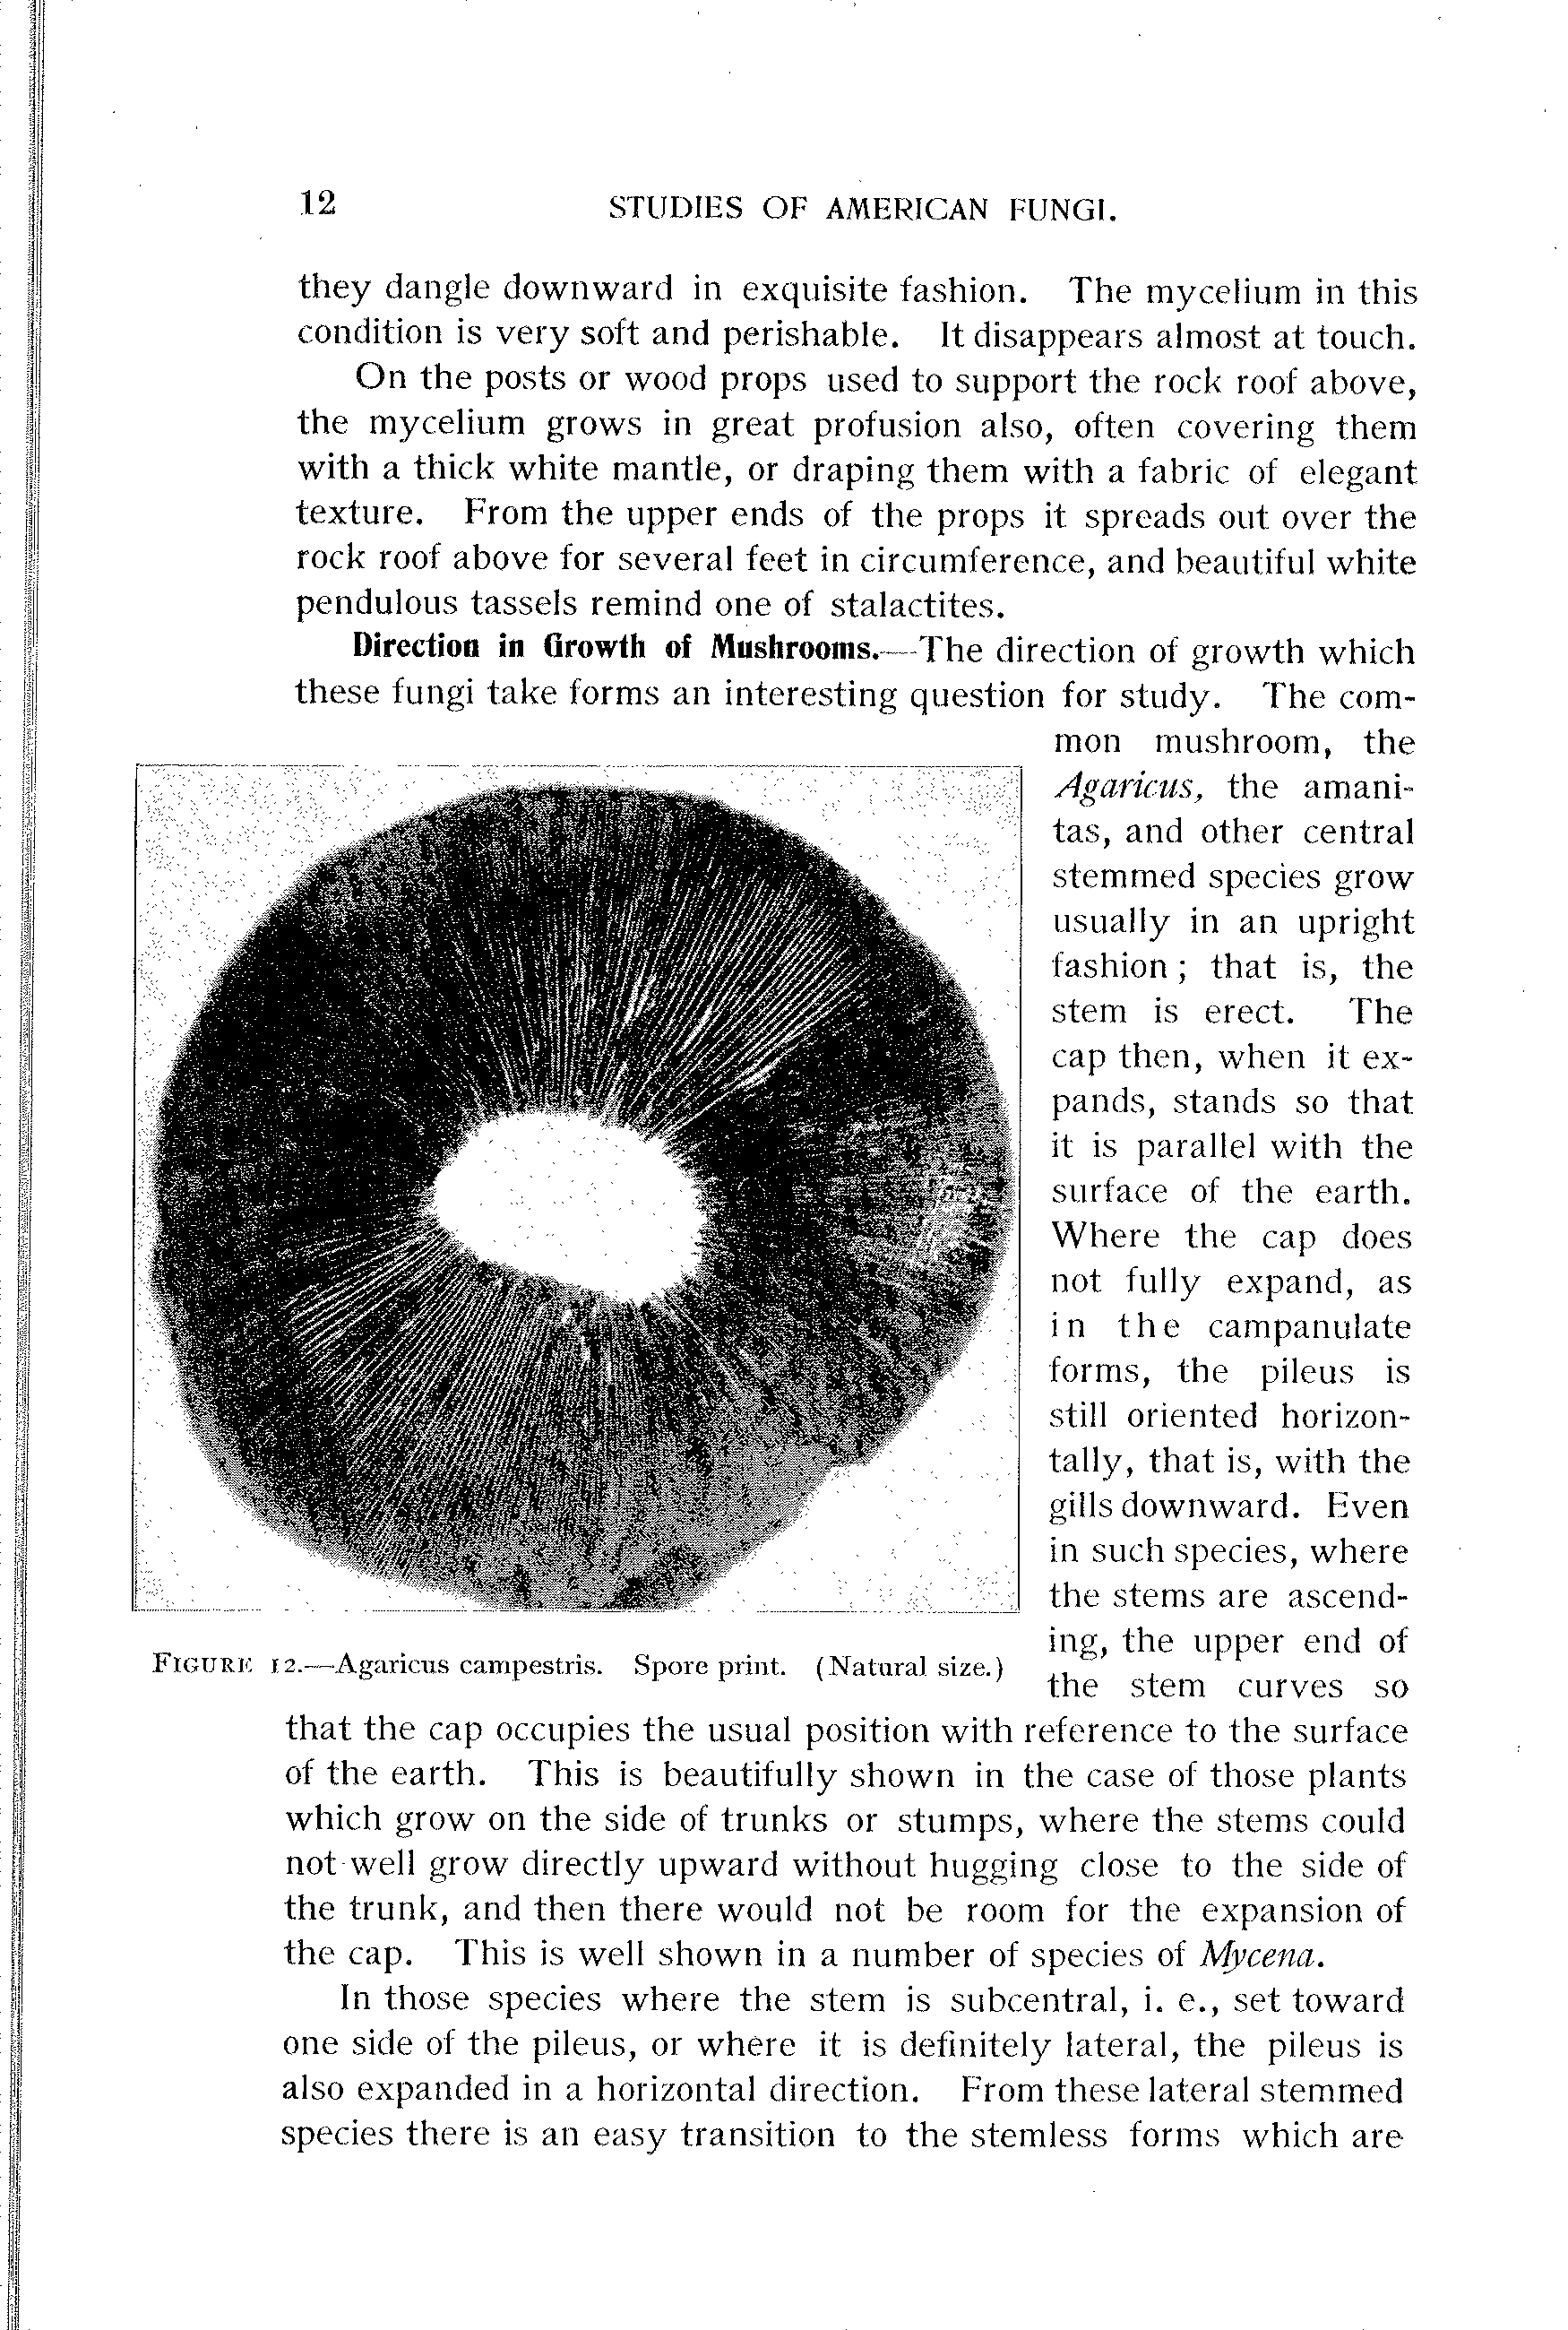 12 STUDIES OF AMERICAN FUNGI.
they dangle downward in exquisite fashion. The mycelium in this
condition is very soft and perishable. It disappears almost at touch.
On the posts or wood props used to support the rock roof above,
the mycelium grows in great profusion also, often covering them
with a thick white mantle, or draping them with a fabric of elegant
texture. From the upper ends of the props it spreads out over the
rock roof above for several feet in circumference, and beautiful white
pendulous tassels remind one of stalactites.
Direction in Growth of Mushrooms.—The direction of growth which
these fungi take forms an interesting question for study. The com-
mon mushroom, the
Agaricus, the amani-
tas, and other central
stemmed species grow
usually in an upright
fashion; that is, the
stem is erect. The
cap then, when it ex-
pands, stands so that
it is parallel with the
surface of the earth.
Where the cap does
not fully expand, as
in the campanulate
forms, the pileus is
still oriented horizon-
tally, that is, with the
gills downward. Even
in such species, where
the stems are ascend-
ing, the upper end of
the stem curves so
FIGURE 12.—Agaricus campestris. Spore print. (Natural size.)
that the cap occupies the usual position with reference to the surface
of the earth. This is beautifully shown in the case of those plants
which grow on the side of trunks or stumps, where the stems could
not well grow directly upward without hugging close to the side of
the trunk, and then there would not be room for the expansion of
the cap. This is well shown in a number of species of Mycena.
In those species where the stem is subcentral, i. e., set toward
one side of the pileus, or where it is definitely lateral, the pileus is
also expanded in a horizontal direction. From these lateral stemmed
species there is an easy transition to the stemless forms which are